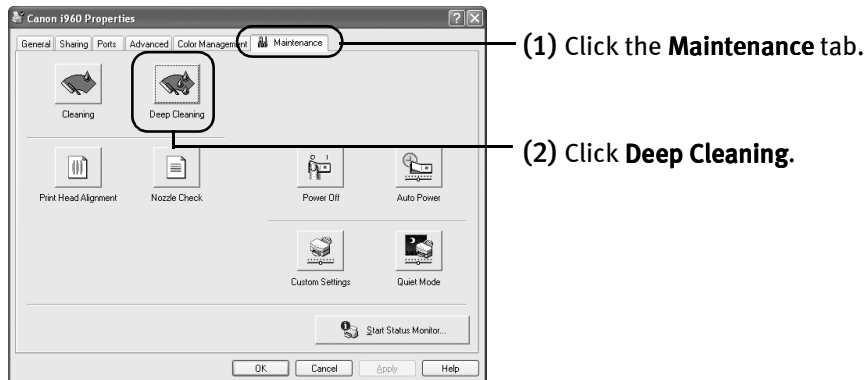 Canon i960 Properties
General Sharing Ports Advanced Color Management Maintenance
(1) Click the Maintenance tab.
Cleaning Deep Cleaning
(2) Click Deep Cleaning.
Print Head Alignment Nozzle Check Power Off Auto Power
Custom Settings Quiet Mode
Start Status Monitor...
OK Cancel Apply Help